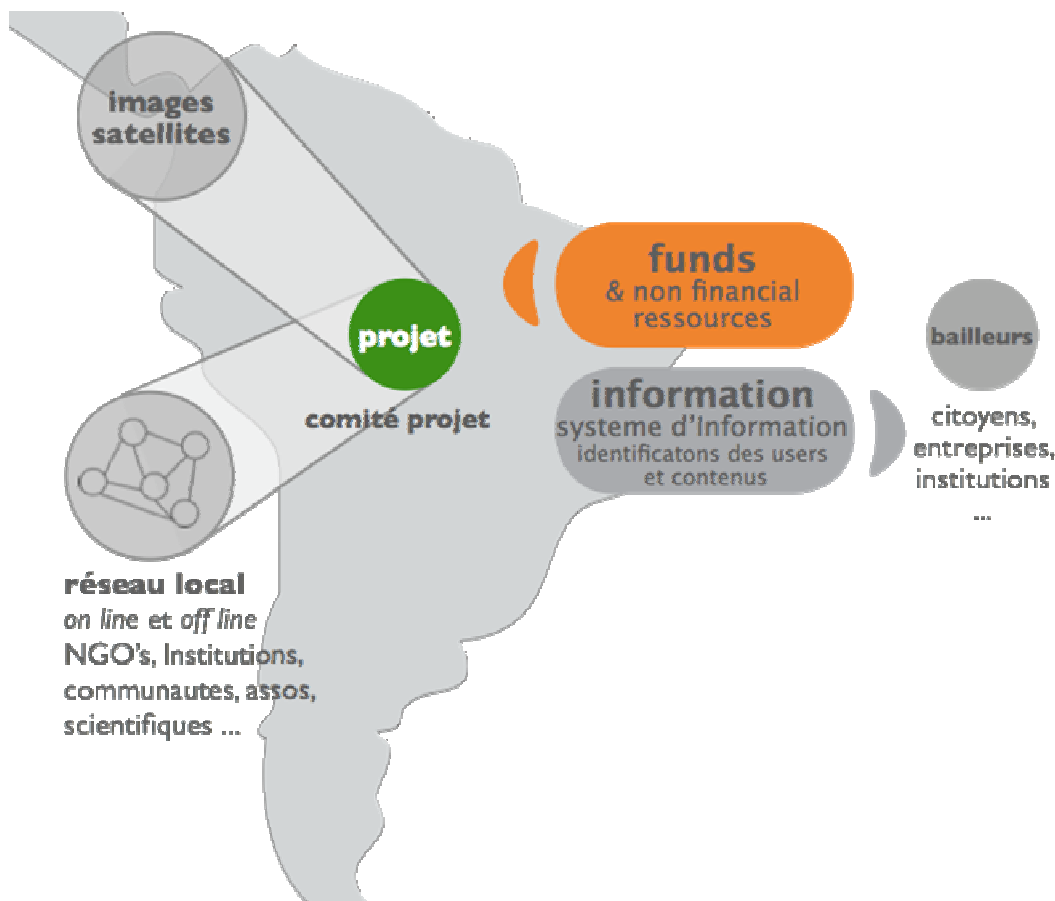 images
satellites
projet
comité projet
réseau local
on line et off line
NGO's, Institutions,
communautes, assos,
scientifiques ...
funds
& non financial
ressources
information
systeme d'information
identificatons des users
et contenus
bailleurs
citoyens,
entreprises,
institutions
...